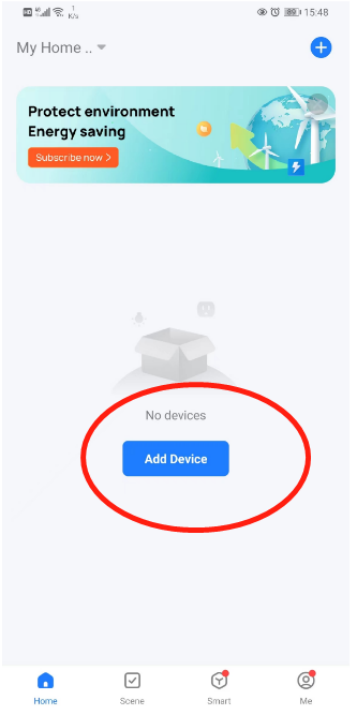 15:48
My Home ..
Protect environment
Energy saving
Subscribe now >
No devices
Add Device
Home
Scene
Smart
Me